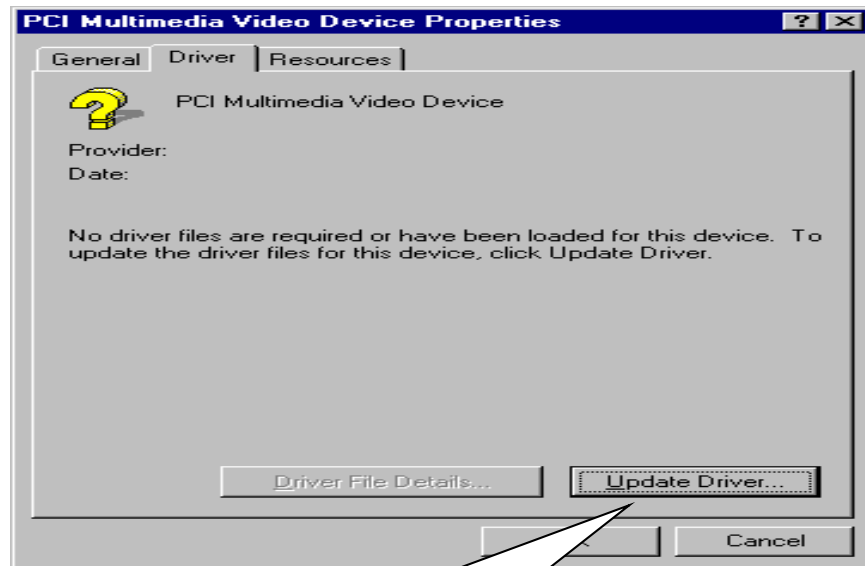 PCI Multimedia Video Device Properties
General Driver Resources
PCI Multimedia Video Device
Provider:
Date:
No driver files are required or have been loaded for this device. To
update the driver files for this device, click Update Driver.
Driver File Details... Update Driver...
Cancel